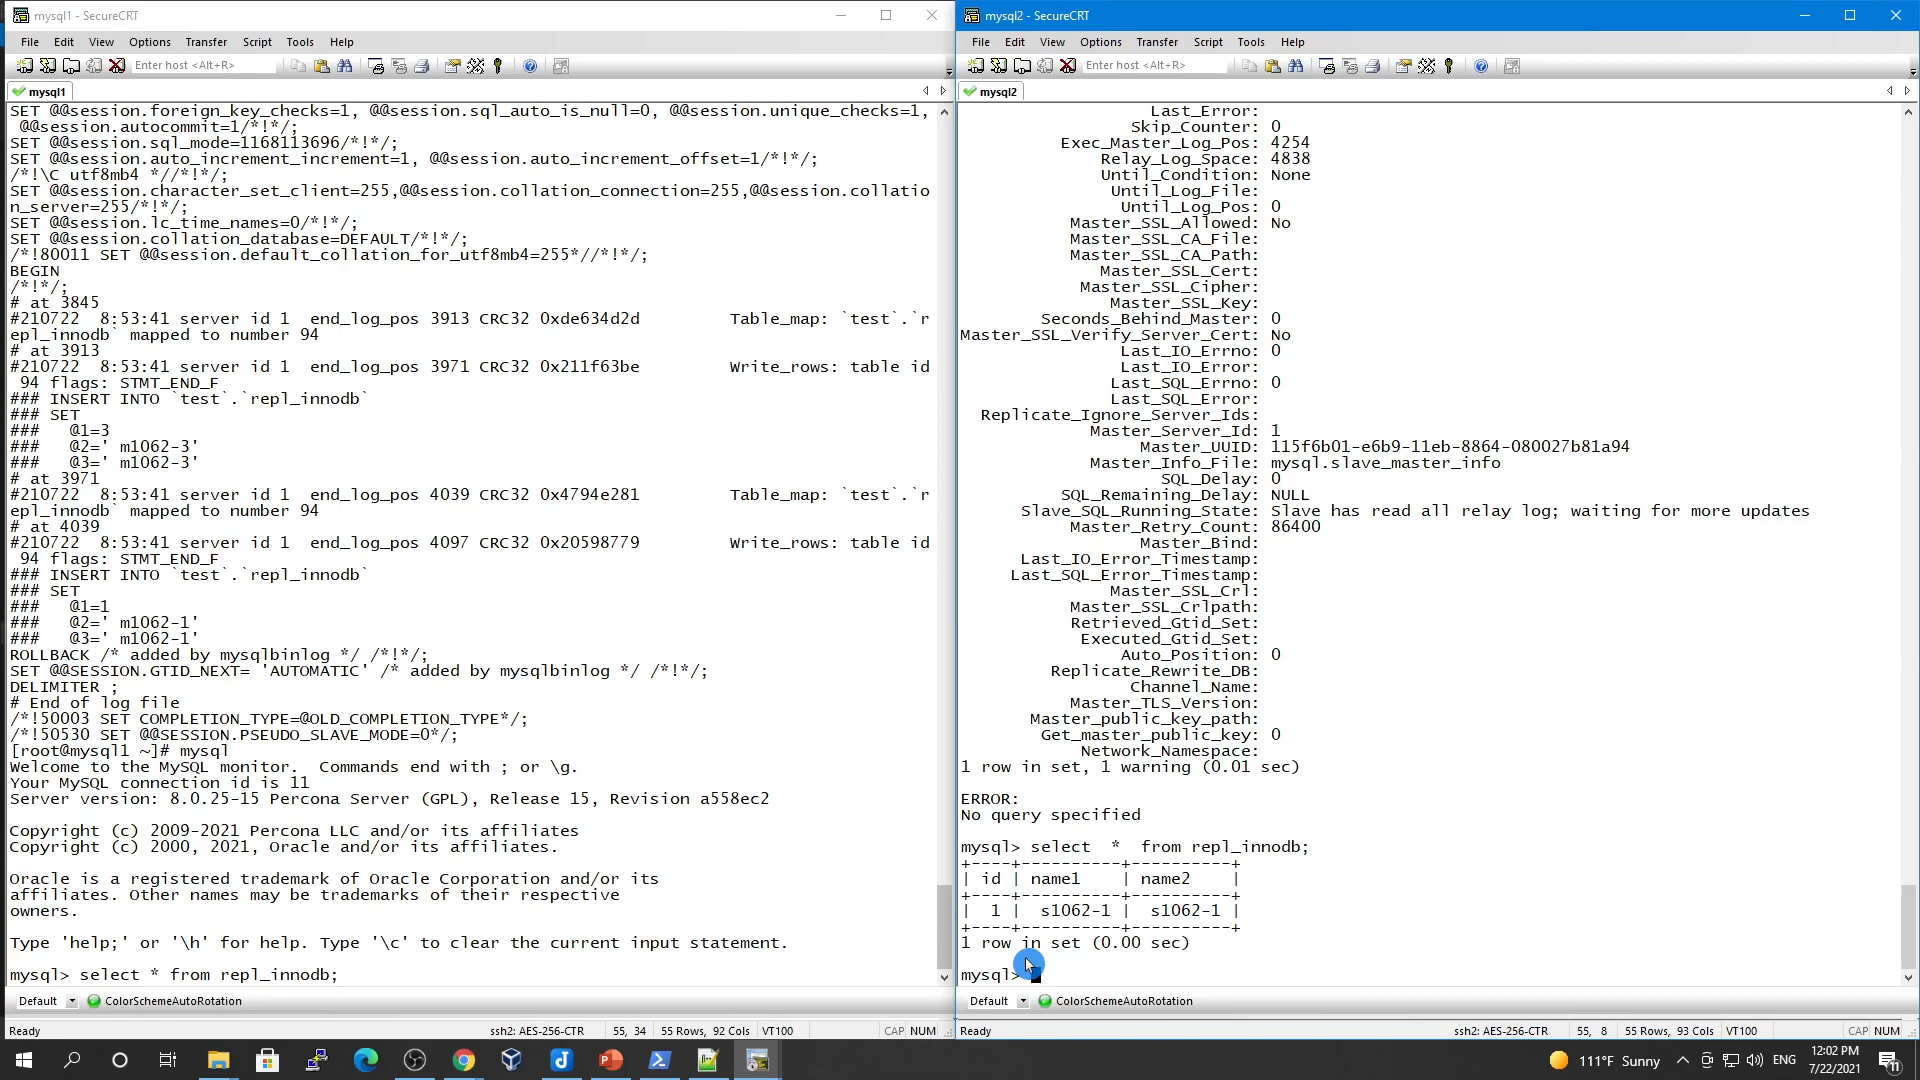 mysql1 - SecureCRT
File Edit View Options Transfer Script Tools Help
Enter host <Alt+R>
mysql1
SET @@session.foreign_key_checks=1, @@session.sql_auto_is_null=0, @@session.unique_checks=1,
 @@session.autocommit=1/*!*/;
SET @@session.sql_mode=1168113696/*!*/;
SET @@session.auto_increment_increment=1, @@session.auto_increment_offset=1/*!*/;
/*!\C utf8mb4 *//*!*/;
SET @@session.character_set_client=255,@@session.collation_connection=255,@@session.collatio
n_server=255/*!*/;
SET @@session.lc_time_names=0/*!*/;
SET @@session.collation_database=DEFAULT/*!*/;
/*!80011 SET @@session.default_collation_for_utf8mb4=255*//*!*/;
BEGIN
/*!*/;
# at 3845
#210722  8:53:41 server id 1  end_log_pos 3913 CRC32 0xde634d2d         Table_map: `test`.`r
epl_innodb` mapped to number 94
# at 3913
#210722  8:53:41 server id 1  end_log_pos 3971 CRC32 0x211f63be         Write_rows: table id
 94 flags: STMT_END_F
### INSERT INTO `test`.`repl_innodb`
### SET
###   @1=3
###   @2=' m1062-3'
###   @3=' m1062-3'
# at 3971
#210722  8:53:41 server id 1  end_log_pos 4039 CRC32 0x4794e281         Table_map: `test`.`r
epl_innodb` mapped to number 94
# at 4039
#210722  8:53:41 server id 1  end_log_pos 4097 CRC32 0x20598779         Write_rows: table id
 94 flags: STMT_END_F
### INSERT INTO `test`.`repl_innodb`
### SET
###   @1=1
###   @2=' m1062-1'
###   @3=' m1062-1'
ROLLBACK /* added by mysqlbinlog */ /*!*/;
SET @@SESSION.GTID_NEXT= 'AUTOMATIC' /* added by mysqlbinlog */ /*!*/;
DELIMITER ;
# End of log file
/*!50003 SET COMPLETION_TYPE=@OLD_COMPLETION_TYPE*/;
/*!50530 SET @@SESSION.PSEUDO_SLAVE_MODE=0*/;
[root@mysql1 ~]# mysql
Welcome to the MySQL monitor.  Commands end with ; or \g.
Your MySQL connection id is 11
Server version: 8.0.25-15 Percona Server (GPL), Release 15, Revision a558ec2
Copyright (c) 2009-2021 Percona LLC and/or its affiliates
Copyright (c) 2000, 2021, Oracle and/or its affiliates.
Oracle is a registered trademark of Oracle Corporation and/or its
affiliates. Other names may be trademarks of their respective
owners.
Type 'help;' or '\h' for help. Type '\c' to clear the current input statement.
mysql> select * from repl_innodb;
Default ColorSchemeAutoRotation
Ready ssh2: AES-256-CTR 55, 34 55 Rows, 92 Cols VT100 CAP NUM
mysql2 - SecureCRT
File Edit View Options Transfer Script Tools Help
Enter host <Alt+R>
mysql2
Last_Error:
Skip_Counter: 0
Exec_Master_Log_Pos: 4254
Relay_Log_Space: 4838
Until_Condition: None
Until_Log_File:
Until_Log_Pos: 0
Master_SSL_Allowed: No
Master_SSL_CA_File:
Master_SSL_CA_Path:
Master_SSL_Cert:
Master_SSL_Cipher:
Master_SSL_Key:
Seconds_Behind_Master: 0
Master_SSL_Verify_Server_Cert: No
Last_IO_Errno: 0
Last_IO_Error:
Last_SQL_Errno: 0
Last_SQL_Error:
Replicate_Ignore_Server_Ids:
Master_Server_Id: 1
Master_UUID: 115f6b01-e6b9-11eb-8864-080027b81a94
Master_Info_File: mysql.slave_master_info
SQL_Delay: 0
SQL_Remaining_Delay: NULL
Slave_SQL_Running_State: Slave has read all relay log; waiting for more updates
Master_Retry_Count: 86400
Master_Bind:
Last_IO_Error_Timestamp:
Last_SQL_Error_Timestamp:
Master_SSL_Crl:
Master_SSL_Crlpath:
Retrieved_Gtid_Set:
Executed_Gtid_Set:
Auto_Position: 0
Replicate_Rewrite_DB:
Channel_Name:
Master_TLS_Version:
Master_public_key_path:
Get_master_public_key: 0
Network_Namespace:
1 row in set, 1 warning (0.01 sec)
ERROR:
No query specified
mysql> select  *  from repl_innodb;
+----+----------+----------+
| id | name1    | name2    |
+----+----------+----------+
|  1 |  s1062-1 |  s1062-1 |
+----+----------+----------+
1 row in set (0.00 sec)
mysql>
Default ColorSchemeAutoRotation
Ready ssh2: AES-256-CTR 55, 8 55 Rows, 93 Cols VT100 CAP NUM
111°F Sunny ENG 12:02 PM
7/22/2021
11